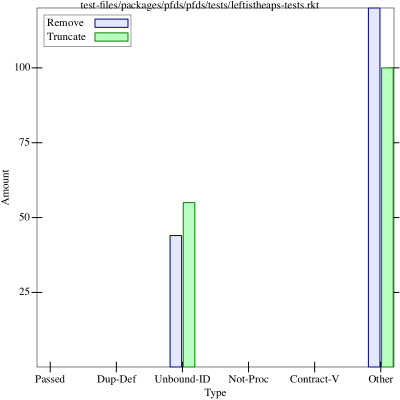 test-files/packages/pfds/pfds/tests/leftistheaps-tests.rkt
Remove
Truncate
100
75
50
25
Amount
Passed Dup-Def Unbound-ID Not-Proc Contract-V Other
Type